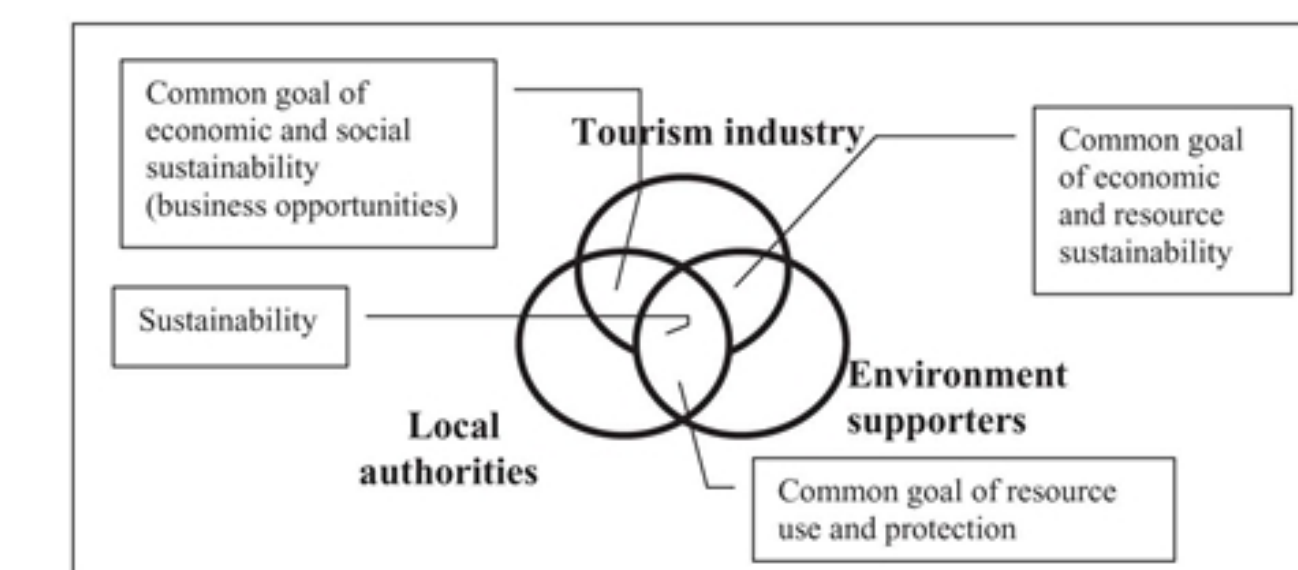 Common goal of
economic and social
sustainability
(business opportunities)
Tourism industry
Common goal
of economic
and resource
sustainability
Sustainability
Environment
supporters
Local
authorities
Common goal of resource
use and protection